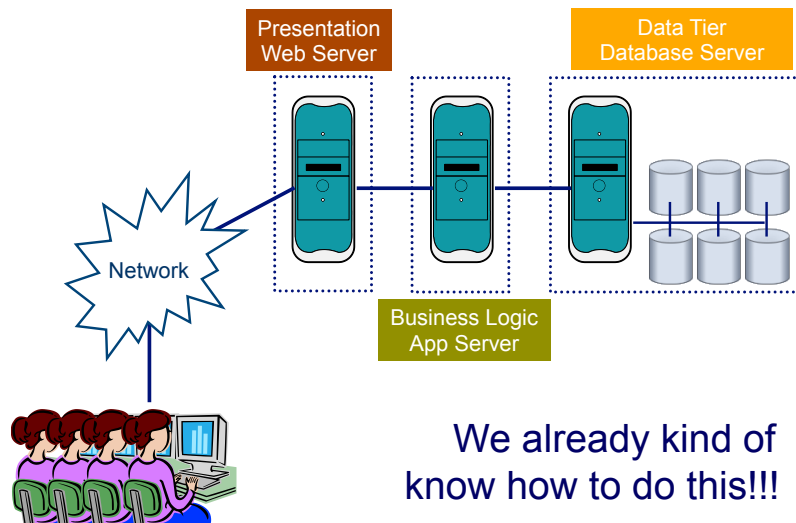 Presentation
Web Server
Data Tier
Database Server
Network
Business Logic
App Server
We already kind of
know how to do this!!!